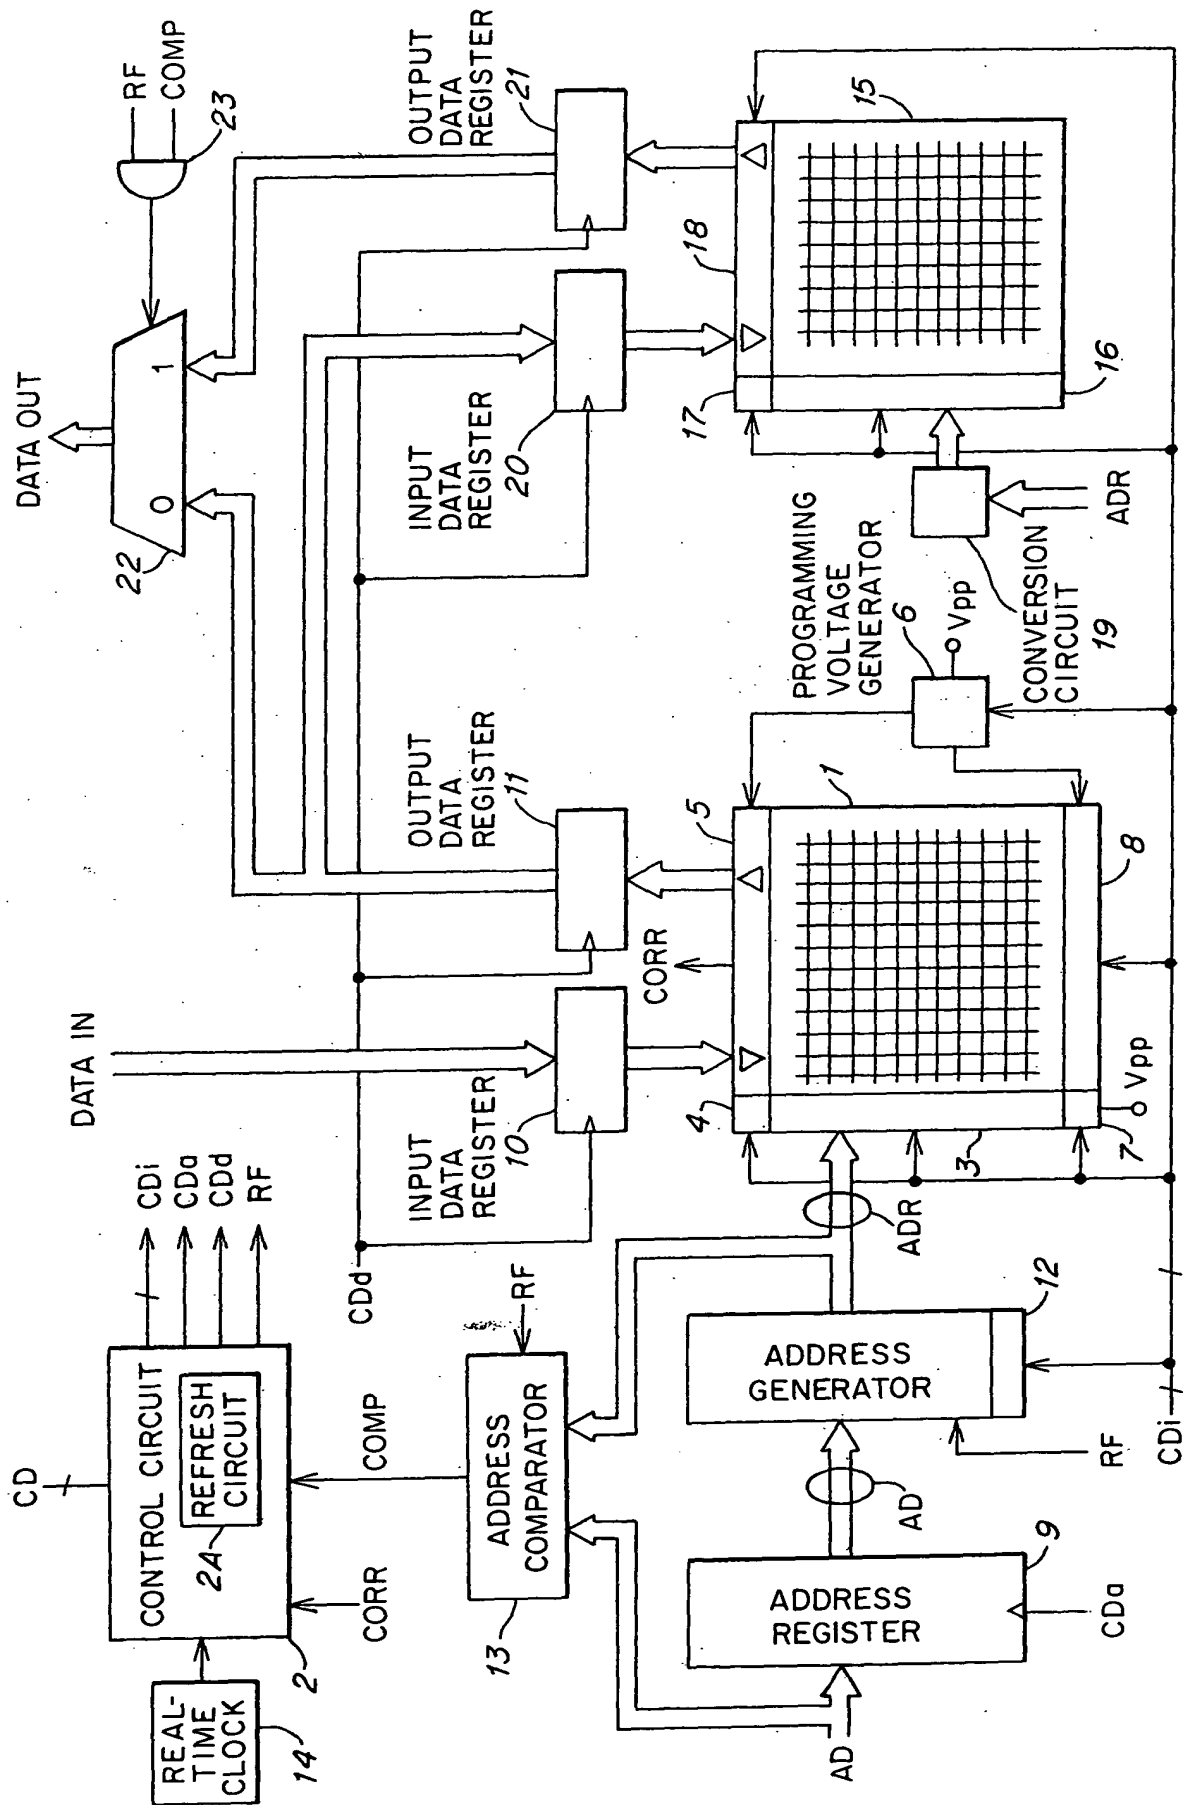 REAL-
TIME
CLOCK
14
CD
CONTROL CIRCUIT
REFRESH
CIRCUIT
2A
2
CORR
CDi
CDa
CDd
RF
COMP
ADDRESS
COMPARATOR
13
RF
AD
ADDRESS
REGISTER
9
CDa
AD
ADDRESS
GENERATOR
12
RF
CDi
ADR
CDd
DATA IN
INPUT
DATA
REGISTER
10
CORR
OUTPUT
DATA
REGISTER
11
4
5
1
3
7
Vpp
8
PROGRAMMING
VOLTAGE
GENERATOR
6
Vpp
CONVERSION
CIRCUIT
19
ADR
DATA OUT
0
1
22
RF
COMP
23
INPUT
DATA
REGISTER
20
OUTPUT
DATA
REGISTER
21
17
18
15
16